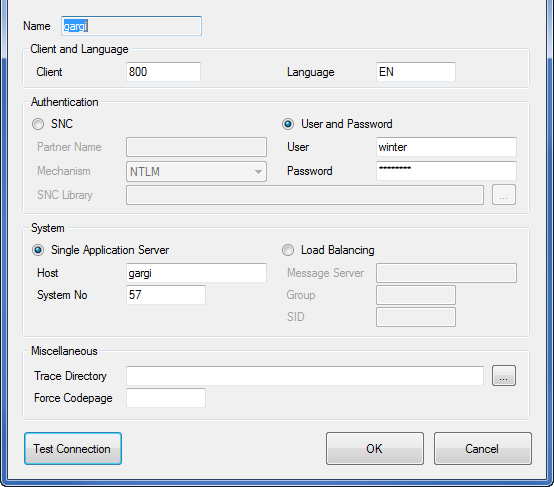 Name gargi
Client and Language
Client 800 Language EN
Authentication
SNC User and Password
Partner Name User winter
Mechanism NTLM Password ********
SNC Library ...
System
Single Application Server Load Balancing
Host gargi Message Server
System No 57 Group
SID
Miscellaneous
Trace Directory ...
Force Codepage
Test Connection OK Cancel